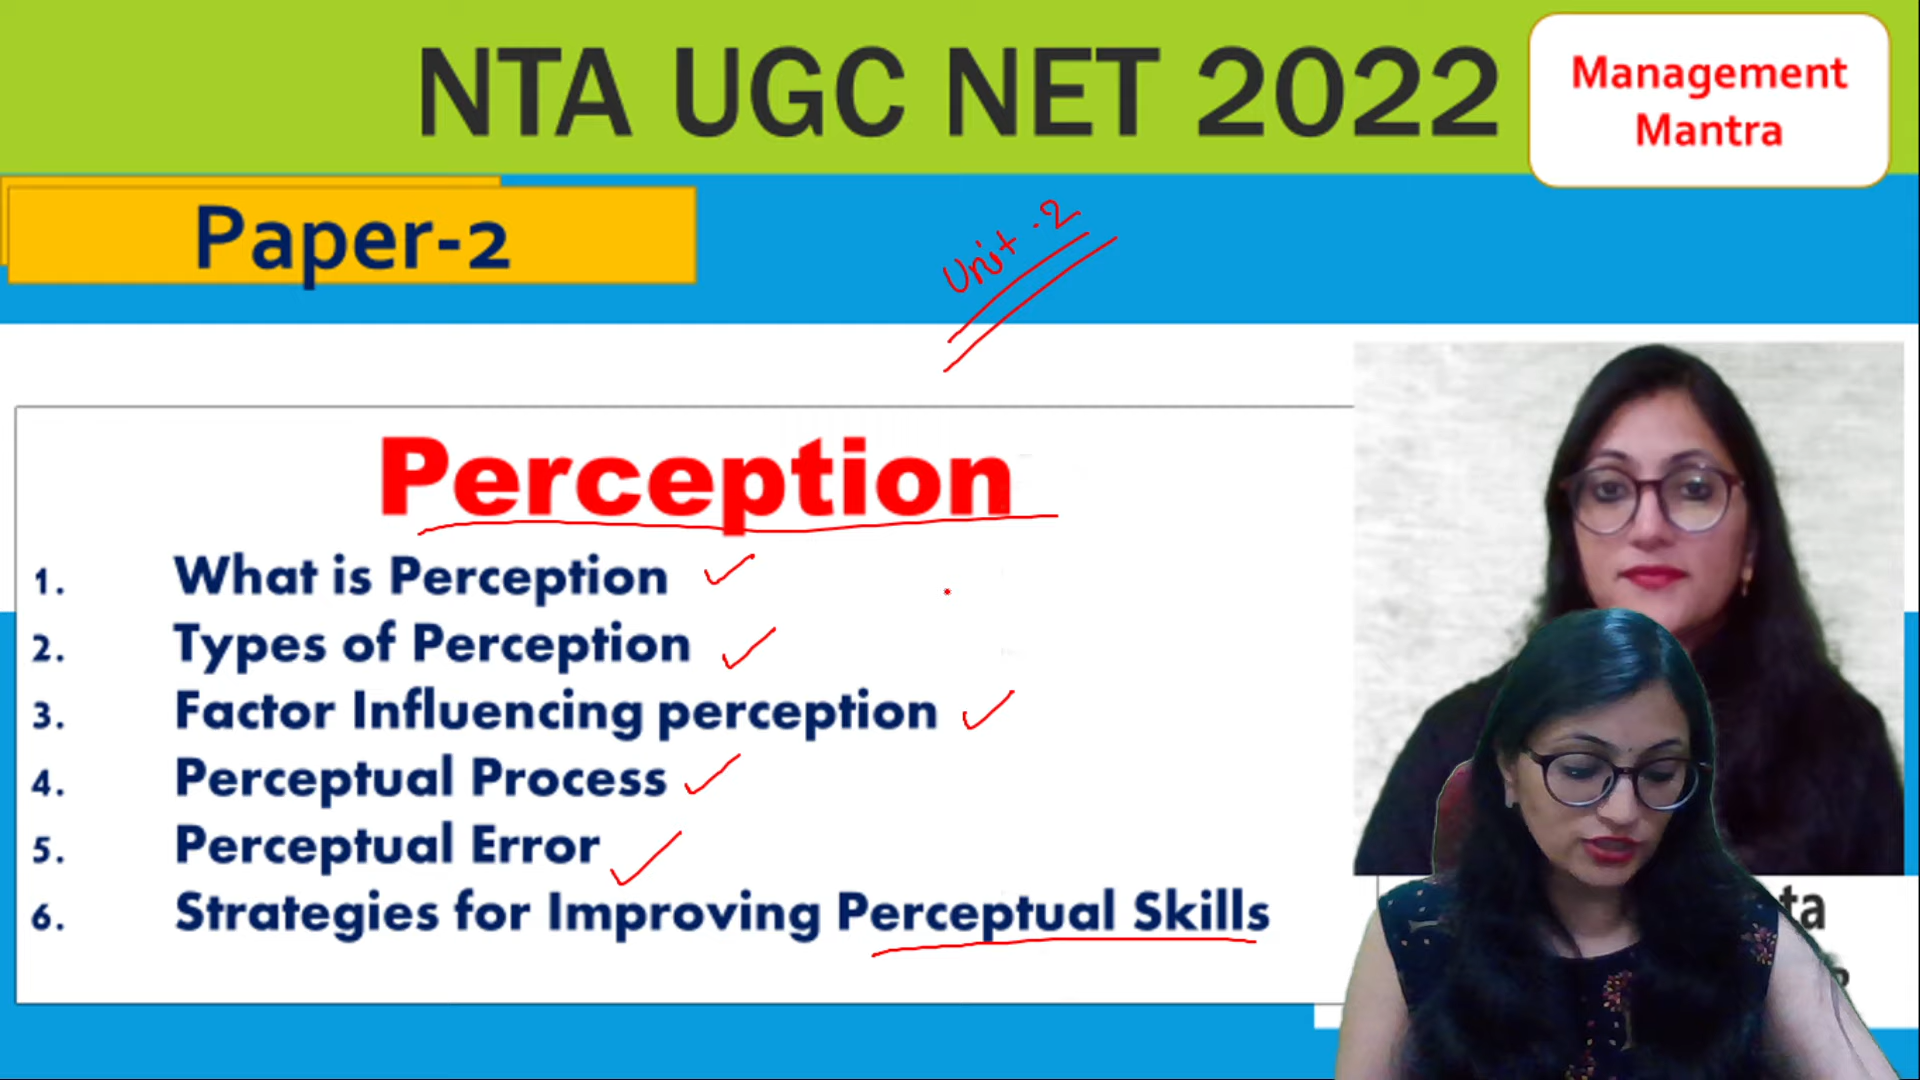 NTA UGC NET 2022
Management
Mantra
Paper-2
Unit-2
Perception
1. What is Perception
2. Types of Perception
3. Factor Influencing perception
4. Perceptual Process
5. Perceptual Error
6. Strategies for Improving Perceptual Skills